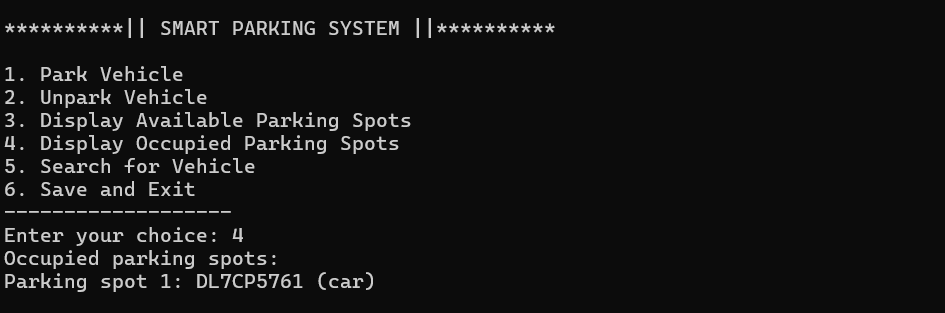 **********|| SMART PARKING SYSTEM ||**********
1. Park Vehicle
2. Unpark Vehicle
3. Display Available Parking Spots
4. Display Occupied Parking Spots
5. Search for Vehicle
6. Save and Exit
-------------------
Enter your choice: 4
Occupied parking spots:
Parking spot 1: DL7CP5761 (car)